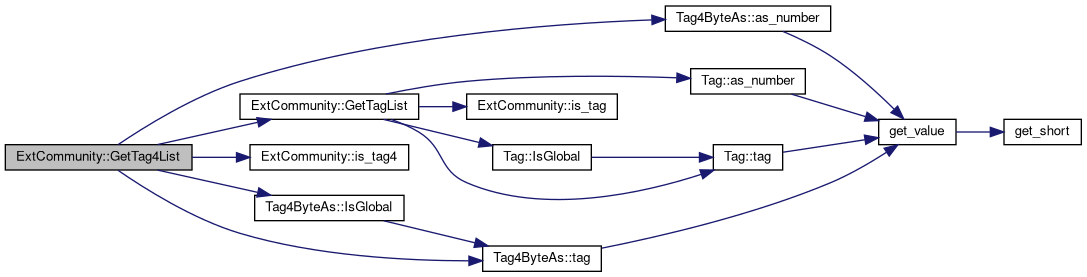 Tag4ByteAs::as_number
Tag::as_number
ExtCommunity::GetTagList
ExtCommunity::is_tag
get_value
get_short
ExtCommunity::GetTag4List
ExtCommunity::is_tag4
Tag::IsGlobal
Tag::tag
Tag4ByteAs::IsGlobal
Tag4ByteAs::tag